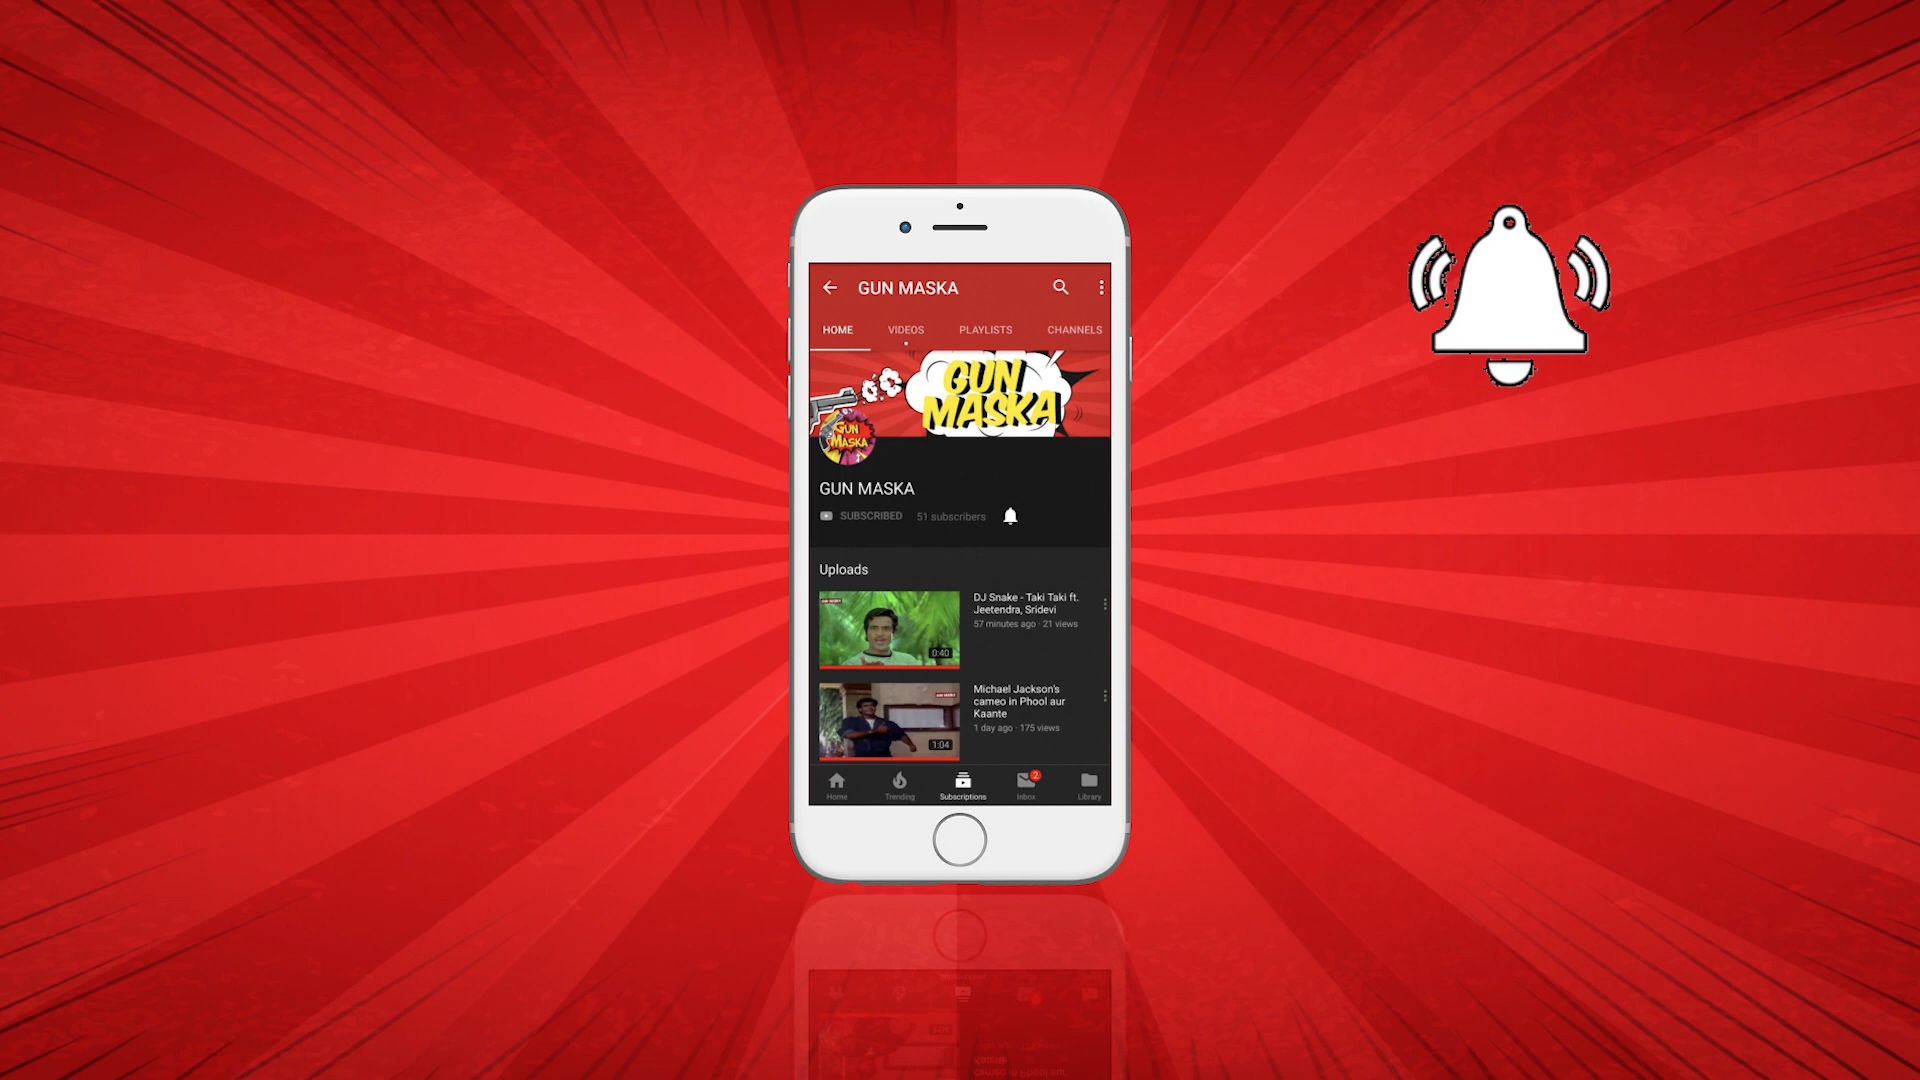 GUN MASKA
HOME VIDEOS PLAYLISTS CHANNELS
GUN
MASKA
GUN
MASKA
GUN MASKA
SUBSCRIBED 51 subscribers
Uploads
DJ Snake - Taki Taki ft.
Jeetendra, Sridevi
57 minutes ago · 21 views
0:40
Michael Jackson's
cameo in Phool aur
Kaante
1 day ago · 175 views
1:04
2
Home Trending Subscriptions Inbox Library